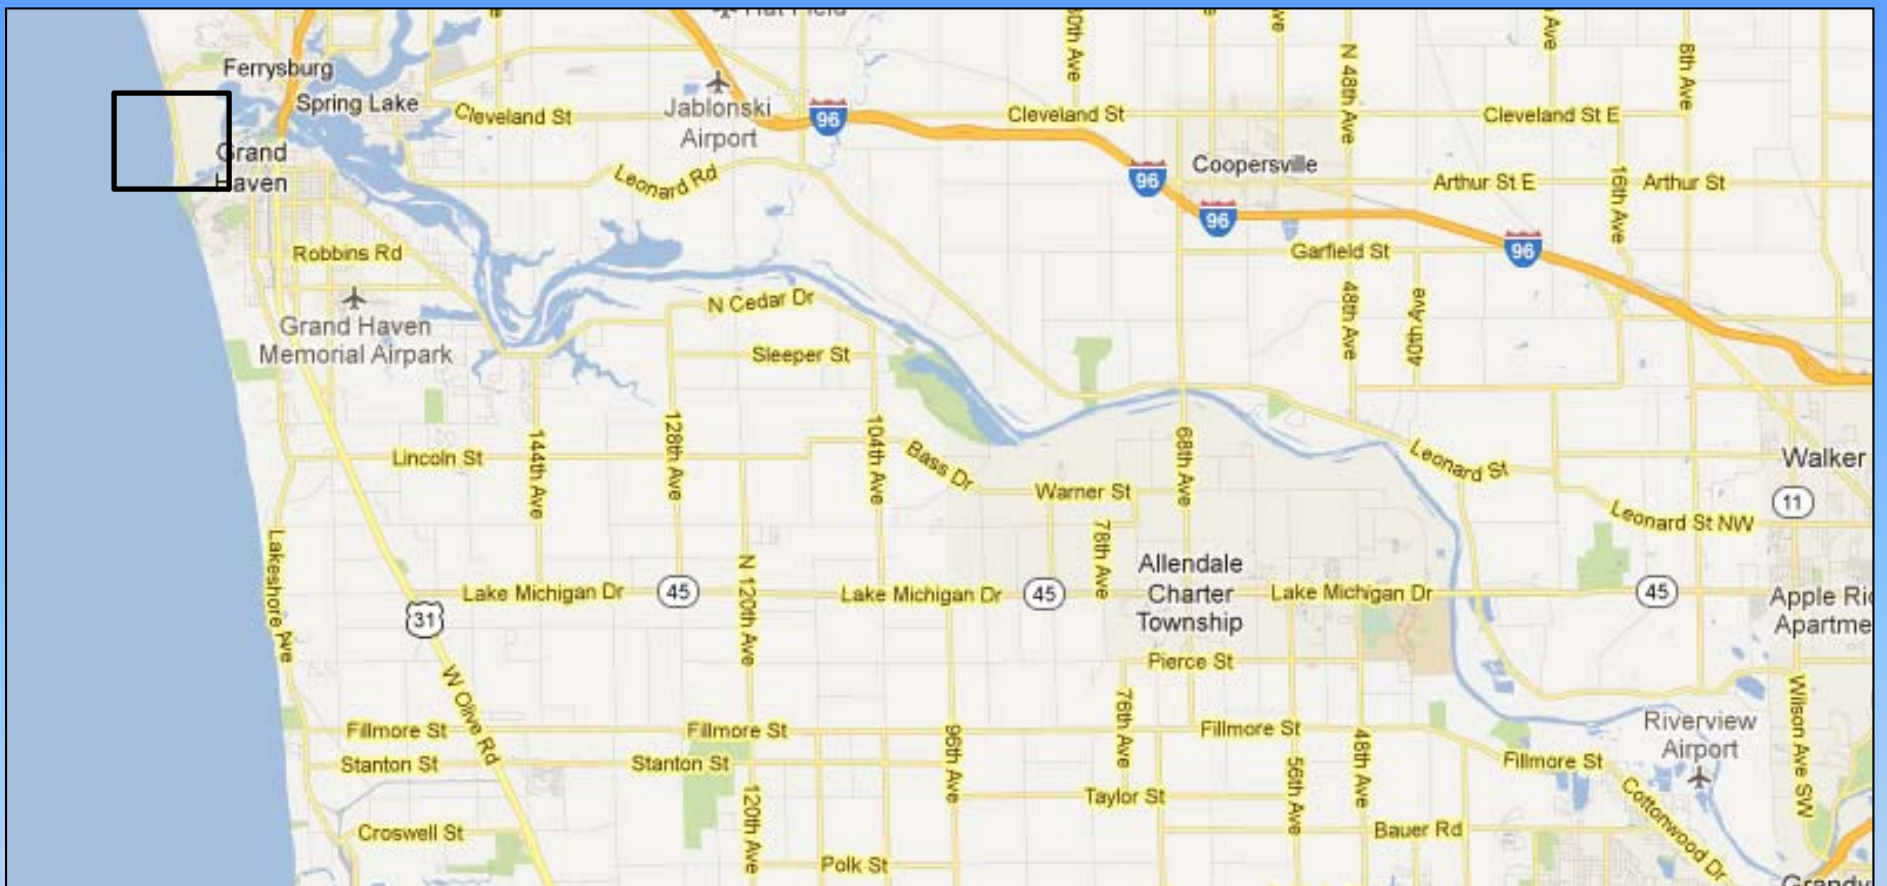 Ferrysburg
Spring Lake
Cleveland St
Jablonski
Airport
96
Cleveland St
N 48th Ave
Cleveland St E
8th Ave
Grand
Haven
Leonard Rd
96
Coopersville
Arthur St E
16th Ave
Arthur St
96
Robbins Rd
Garfield St
96
Grand Haven
Memorial Airpark
N Cedar Dr
Sleeper St
48th Ave
40th Ave
Lincoln St
144th Ave
128th Ave
104th Ave
Bass Dr
Warner St
68th Ave
Leonard St
Walker
11
Leonard St NW
Lakeshore Ave
78th Ave
N 120th Ave
Allendale
Charter
Township
Lake Michigan Dr
45
Lake Michigan Dr
45
Lake Michigan Dr
45
31
Pierce St
W Olive Rd
76th Ave
Wilson Ave SW
Fillmore St
Fillmore St
96th Ave
Fillmore St
48th Ave
Riverview
Airport
Stanton St
Stanton St
56th Ave
Fillmore St
120th Ave
Taylor St
Cottonwood Dr
Croswell St
Bauer Rd
Polk St